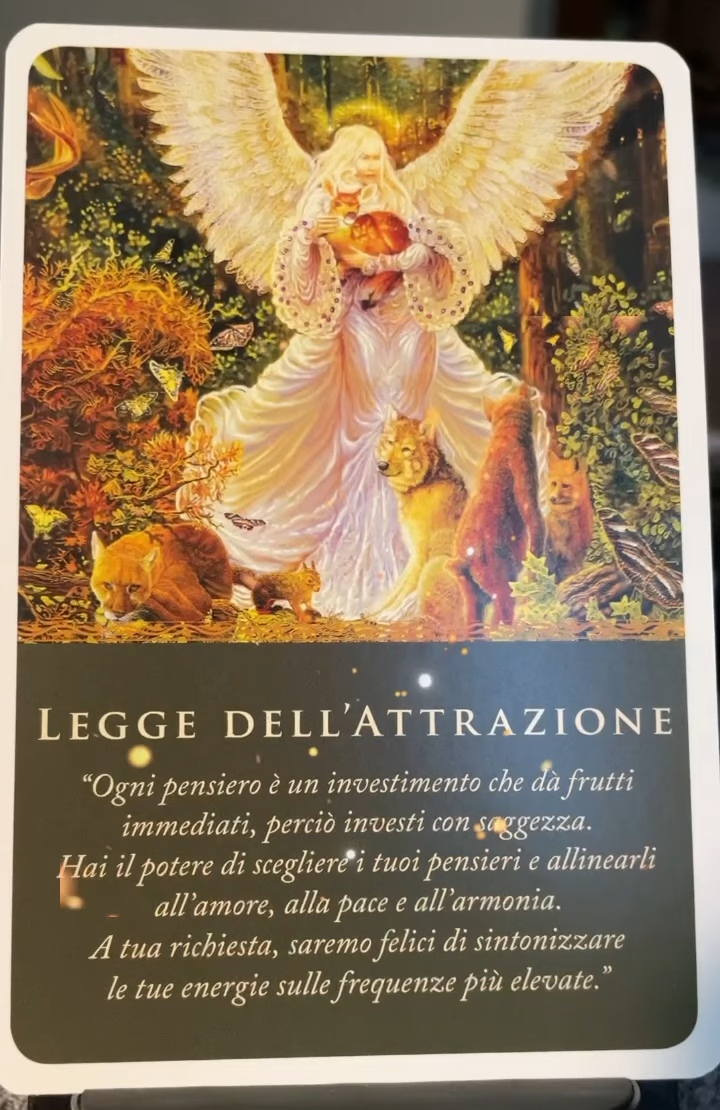 LEGGE DELL'ATTRAZIONE
“Ogni pensiero è un investimento che dà frutti
immediati, perciò investi con saggezza.
Hai il potere di scegliere i tuoi pensieri e allinearli
all'amore, alla pace e all'armonia.
A tua richiesta, saremo felici di sintonizzare
le tue energie sulle frequenze più elevate.”